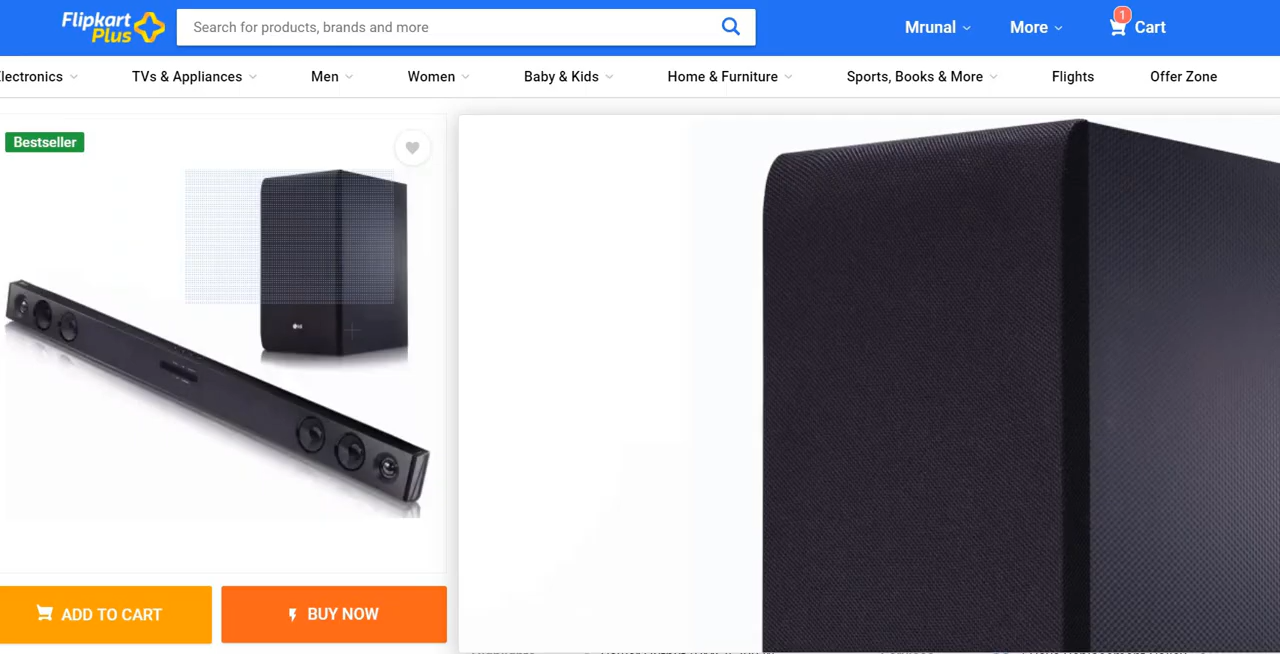 Flipkart
Plus
Search for products, brands and more
Mrunal
More
1
Cart
lectronics
TVs & Appliances
Men
Women
Baby & Kids
Home & Furniture
Sports, Books & More
Flights
Offer Zone
Bestseller
LG
ADD TO CART
BUY NOW